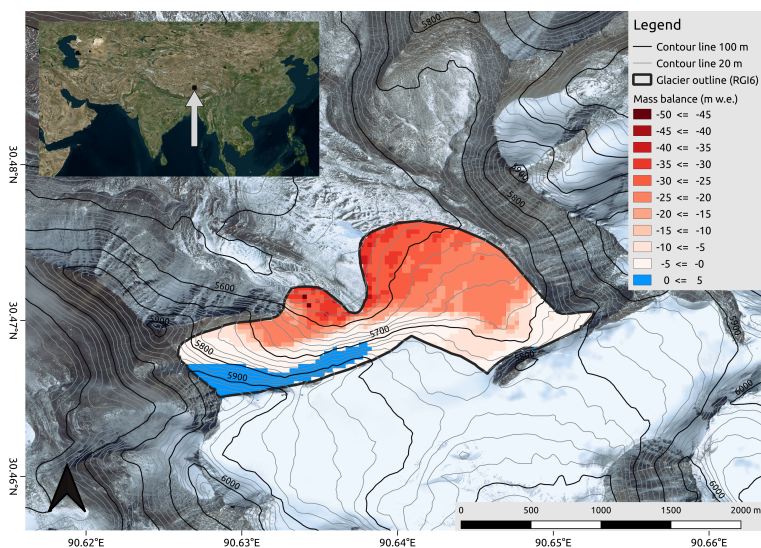 Legend
Contour line 100 m
Contour line 20 m
Glacier outline (RGI6)
Mass balance (m w.e.)
-50 <= -45
-45 <= -40
-40 <= -35
-35 <= -30
-30 <= -25
-25 <= -20
-20 <= -15
-15 <= -10
-10 <= -5
-5 <= -0
0 <= 5
5800
5800
30.48°N
5600
30.47°N
5700
5800
5900
5900
6000
30.46°N
6000
6000
0 500 1000 1500 2000 m
90.62°E 90.63°E 90.64°E 90.65°E 90.66°E